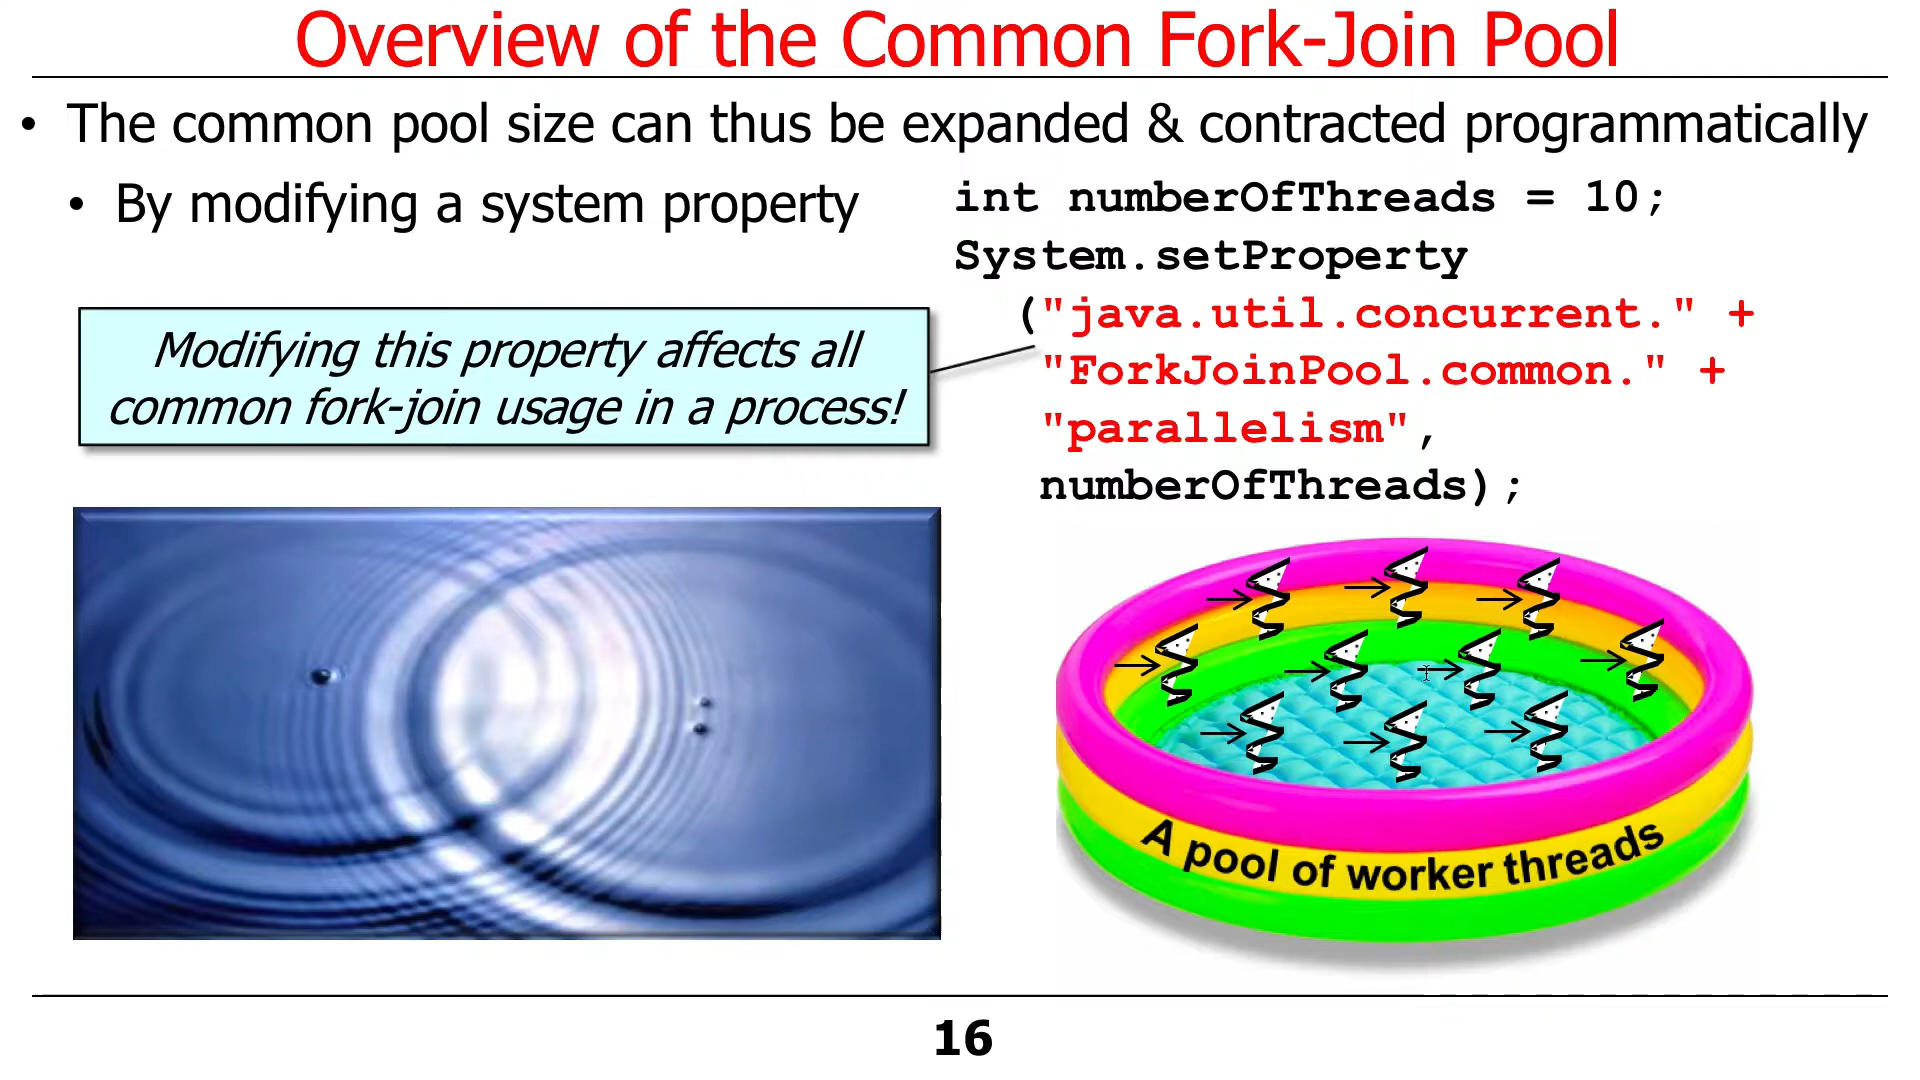 Overview of the Common Fork-Join Pool
• The common pool size can thus be expanded & contracted programmatically
• By modifying a system property
int numberOfThreads = 10;
System.setProperty
("java.util.concurrent." +
"ForkJoinPool.common." +
"parallelism",
numberOfThreads);
Modifying this property affects all
common fork-join usage in a process!
A pool of worker threads
16